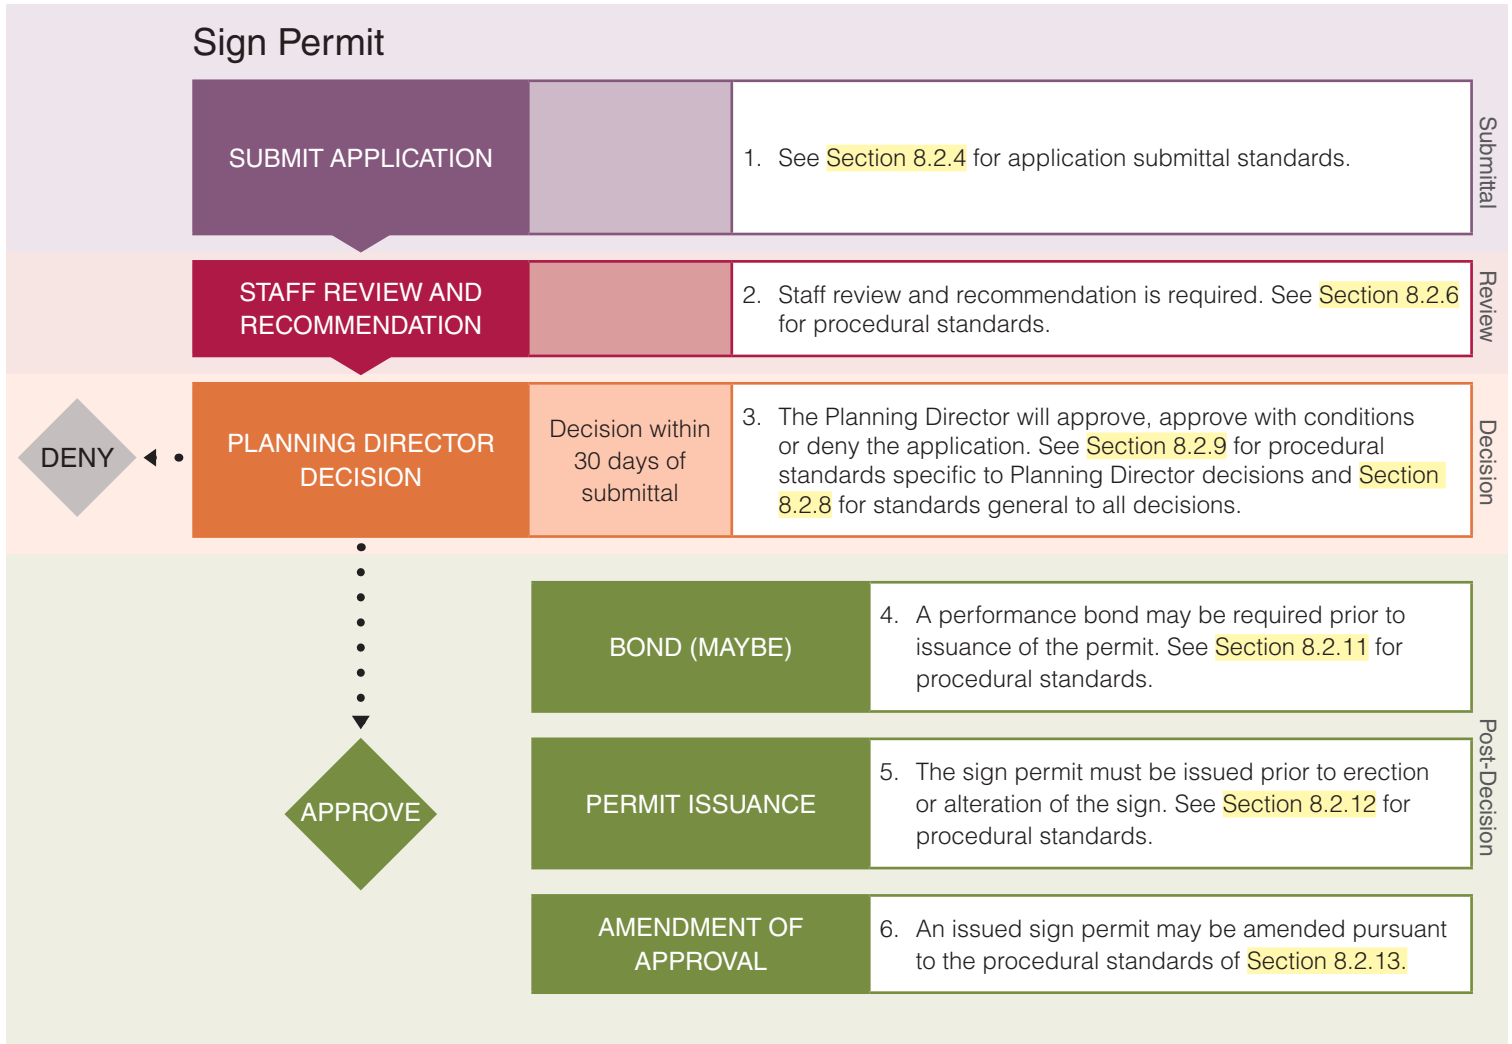 Sign Permit
SUBMIT APPLICATION
1. See Section 8.2.4 for application submittal standards.
Submittal
STAFF REVIEW AND
RECOMMENDATION
2. Staff review and recommendation is required. See Section 8.2.6
for procedural standards.
Review
DENY
PLANNING DIRECTOR
DECISION
Decision within
30 days of
submittal
3. The Planning Director will approve, approve with conditions
or deny the application. See Section 8.2.9 for procedural
standards specific to Planning Director decisions and Section
8.2.8 for standards general to all decisions.
Decision
BOND (MAYBE)
4. A performance bond may be required prior to
issuance of the permit. See Section 8.2.11 for
procedural standards.
APPROVE
PERMIT ISSUANCE
5. The sign permit must be issued prior to erection
or alteration of the sign. See Section 8.2.12 for
procedural standards.
Post-Decision
AMENDMENT OF
APPROVAL
6. An issued sign permit may be amended pursuant
to the procedural standards of Section 8.2.13.